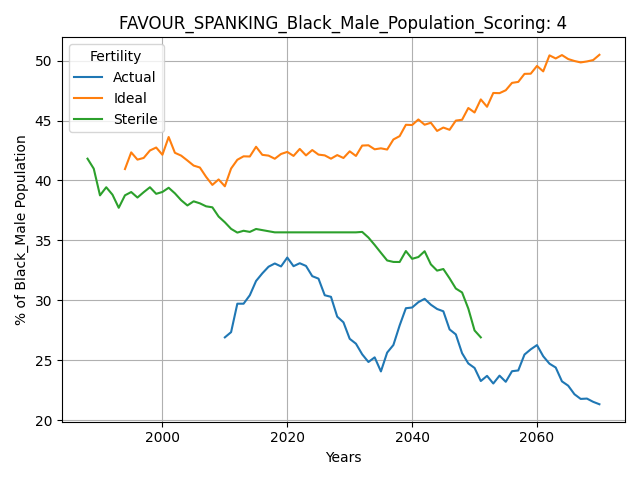 FAVOUR_SPANKING_Black_Male_Population_Scoring: 4
Fertility
Actual
Ideal
Sterile
% of Black_Male Population
50
45
40
35
30
25
20
2000
2020
2040
2060
Years